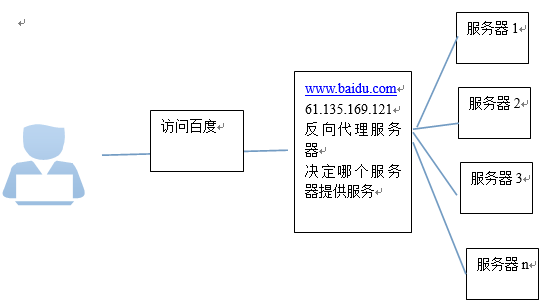 访问百度
www.baidu.com
61.135.169.121
反向代理服务
器
决定哪个服务
器提供服务
服务器 1
服务器 2
服务器 3
服务器 n